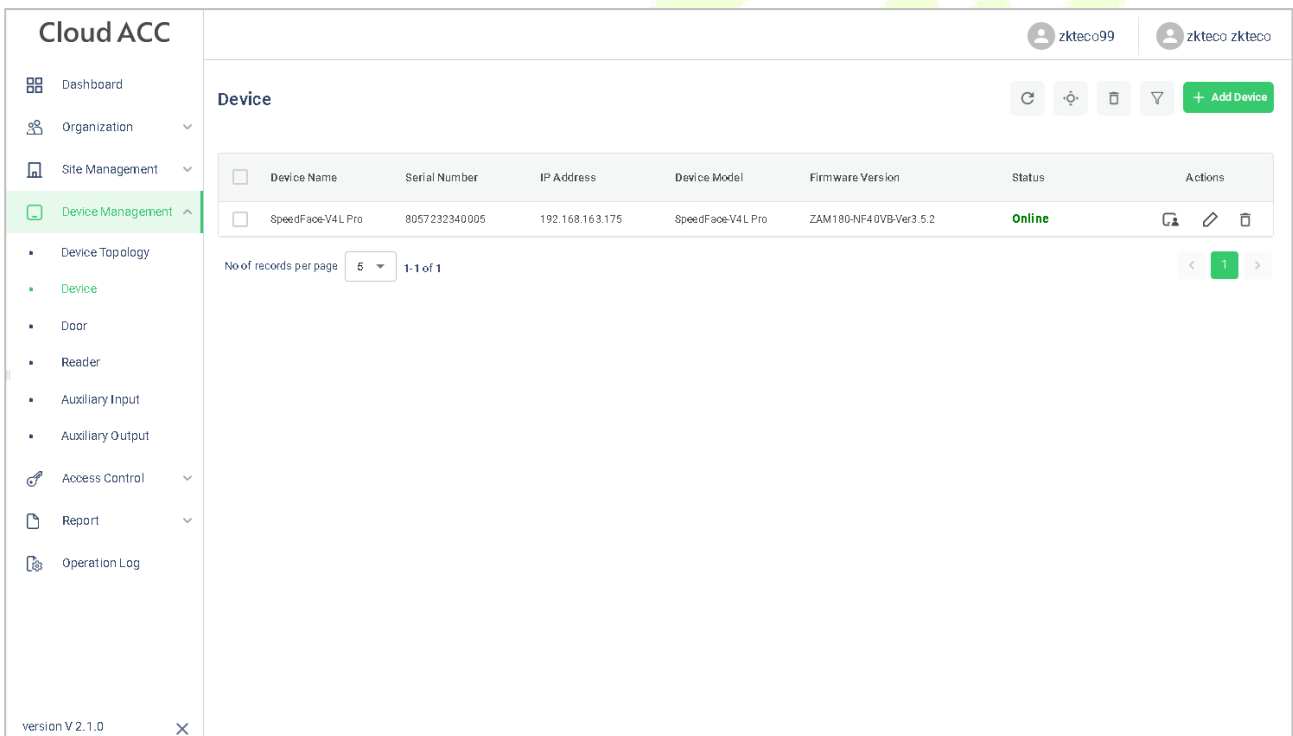 Cloud ACC
zkteco99
zkteco zkteco
Dashboard
Organization
Site Management
Device Management
Device Topology
Device
Door
Reader
Auxiliary Input
Auxiliary Output
Access Control
Report
Operation Log
version V 2.1.0
Device
+ Add Device
Device Name Serial Number IP Address Device Model Firmware Version Status Actions
SpeedFace-V4L Pro 8057232340005 192.168.163.175 SpeedFace-V4L Pro ZAM180-NF40VB-Ver3.5.2 Online
No of records per page 5 1-1 of 1 < 1 >